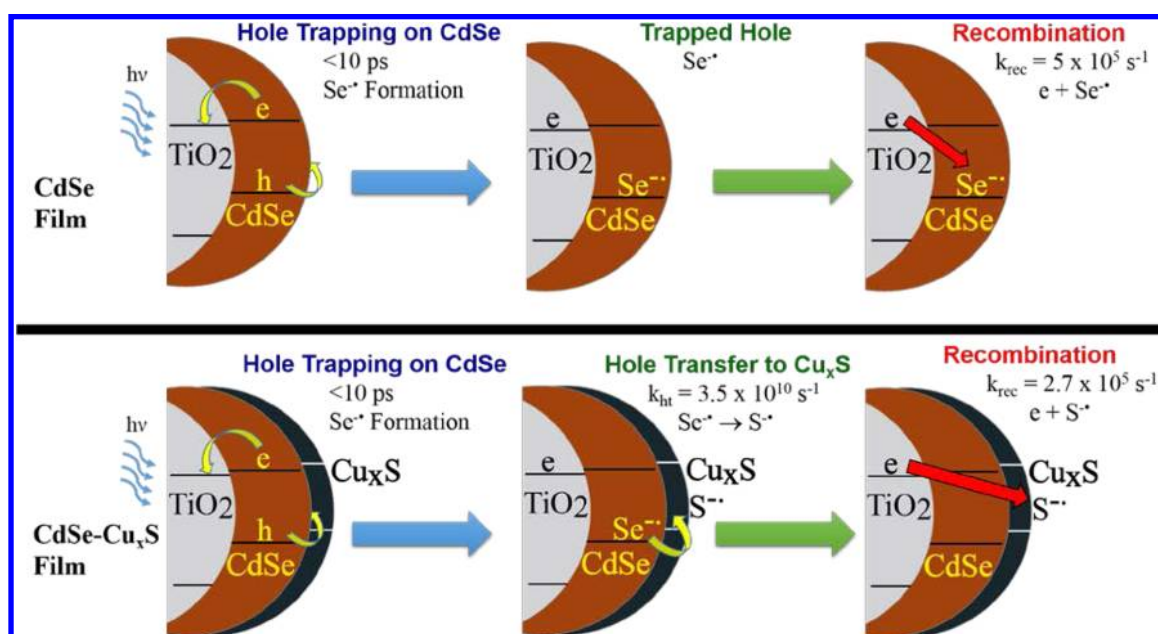 Hole Trapping on CdSe
<10 ps
Se⁻• Formation
Trapped Hole
Se⁻•
Recombination
k_rec = 5 x 10⁵ s⁻¹
e + Se⁻•
hν
CdSe
Film
e
TiO₂
h
CdSe
e
TiO₂
Se⁻•
CdSe
e
TiO₂
Se⁻•
CdSe
Hole Trapping on CdSe
<10 ps
Se⁻• Formation
Hole Transfer to CuₓS
k_ht = 3.5 x 10¹⁰ s⁻¹
Se⁻• → S⁻•
Recombination
k_rec = 2.7 x 10⁵ s⁻¹
e + S⁻•
hν
CdSe-CuₓS
Film
e
TiO₂
h
CdSe
CuₓS
e
TiO₂
Se⁻•
CdSe
CuₓS
S⁻•
e
TiO₂
CdSe
CuₓS
S⁻•